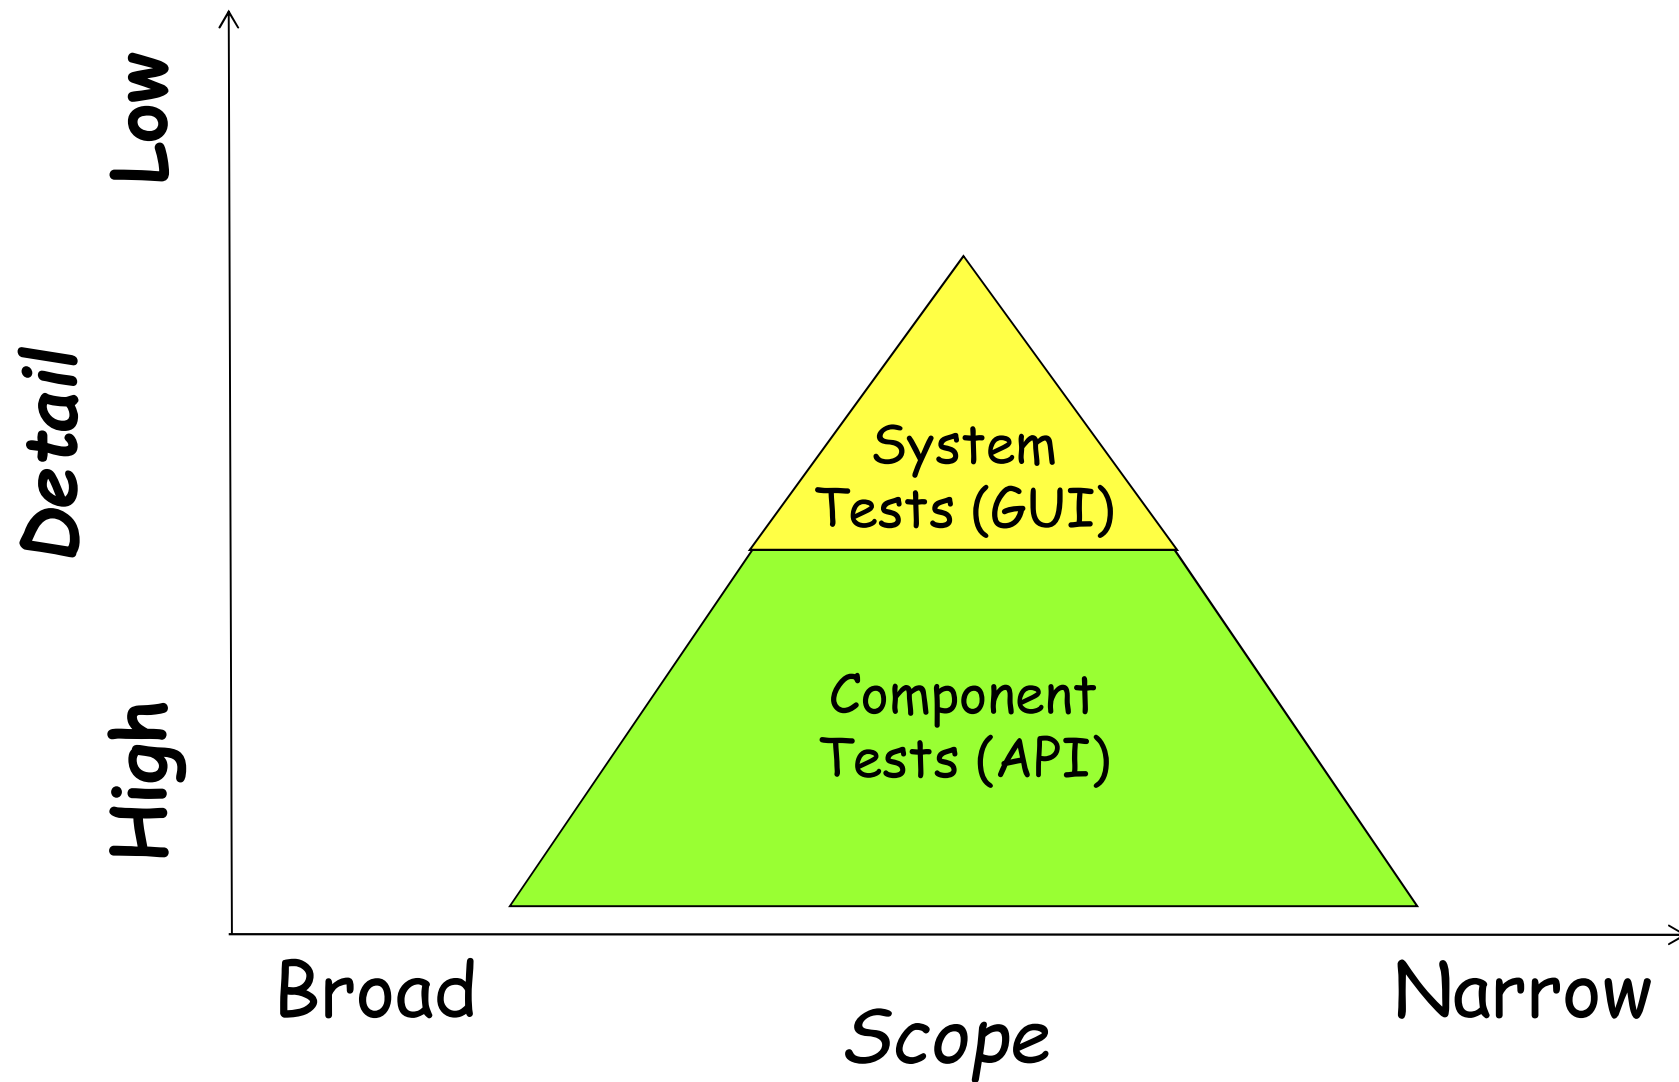 Low
Detail
High
System
Tests (GUI)
Component
Tests (API)
Broad
Narrow
Scope